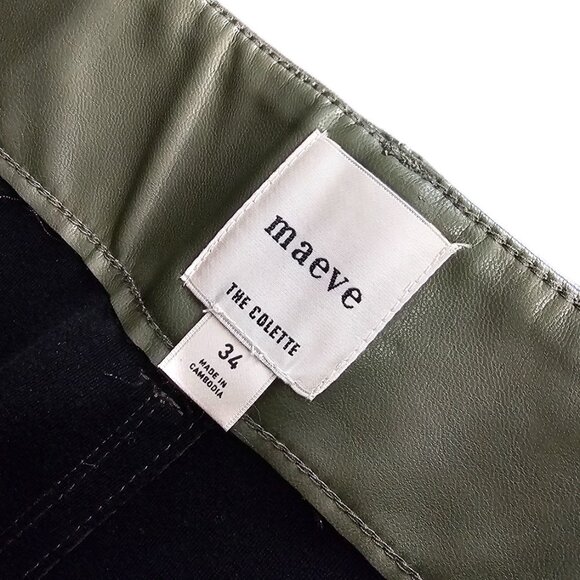 maeve
THE COLETTE
34
MADE IN
CAMBODIA